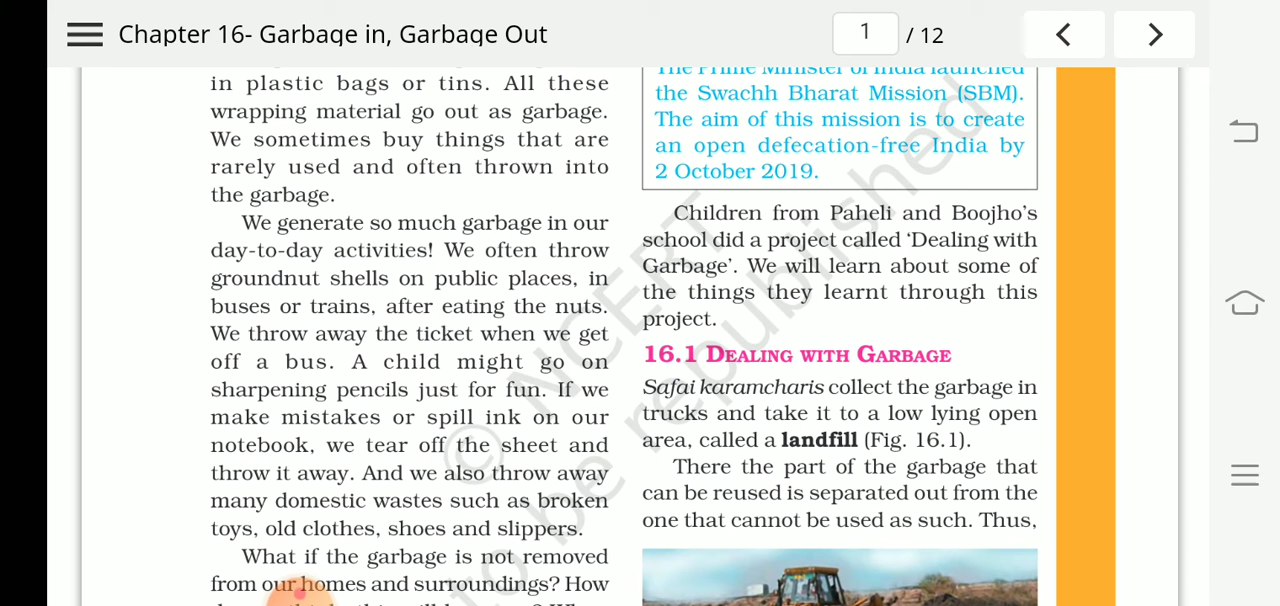 Chapter 16- Garbage in, Garbage Out
1 / 12
in plastic bags or tins. All these
wrapping material go out as garbage.
We sometimes buy things that are
rarely used and often thrown into
the garbage.
We generate so much garbage in our
day-to-day activities! We often throw
groundnut shells on public places, in
buses or trains, after eating the nuts.
We throw away the ticket when we get
off a bus. A child might go on
sharpening pencils just for fun. If we
make mistakes or spill ink on our
notebook, we tear off the sheet and
throw it away. And we also throw away
many domestic wastes such as broken
toys, old clothes, shoes and slippers.
What if the garbage is not removed
from our homes and surroundings? How
The Prime Minister of India launched
the Swachh Bharat Mission (SBM).
The aim of this mission is to create
an open defecation-free India by
2 October 2019.
Children from Paheli and Boojho's
school did a project called ‘Dealing with
Garbage’. We will learn about some of
the things they learnt through this
project.
16.1 DEALING WITH GARBAGE
Safai karamcharis collect the garbage in
trucks and take it to a low lying open
area, called a landfill (Fig. 16.1).
There the part of the garbage that
can be reused is separated out from the
one that cannot be used as such. Thus,
© NCERT
to be republished